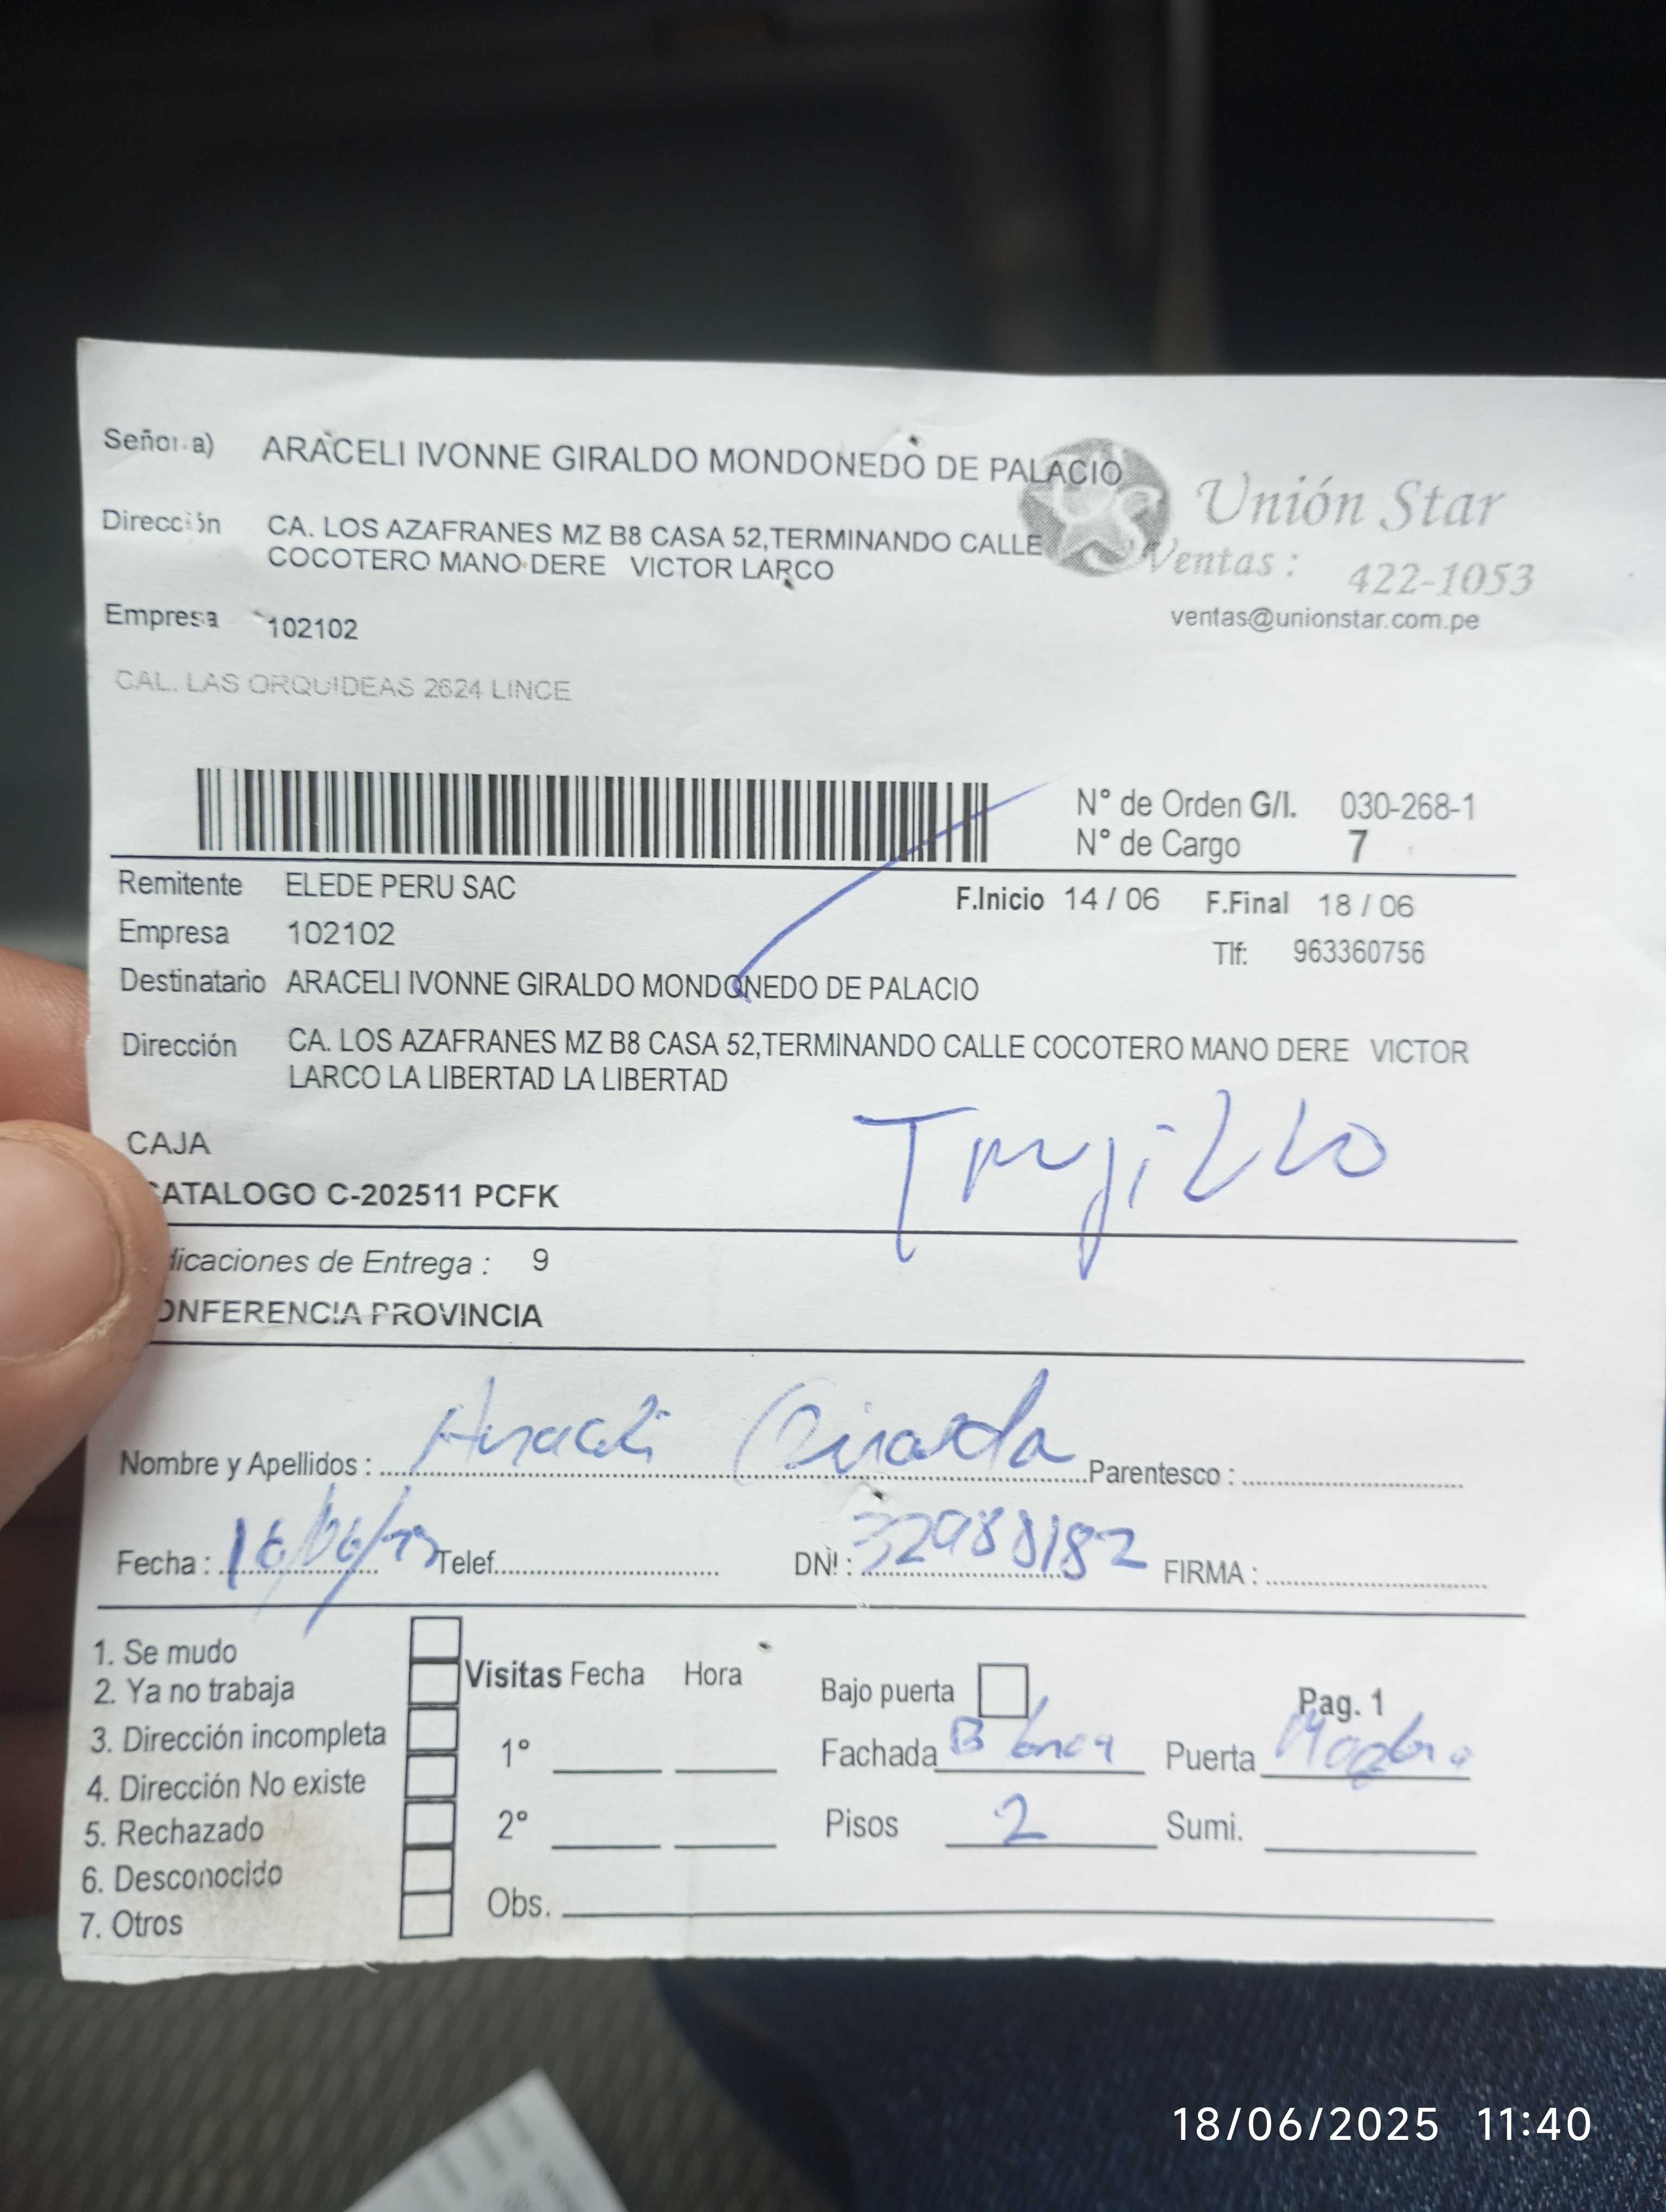 Señor.a) ARACELI IVONNE GIRALDO MONDONEDO DE PALACIO
Unión Star
Dirección CA. LOS AZAFRANES MZ B8 CASA 52,TERMINANDO CALLE
COCOTERO MANO DERE VICTOR LARCO
Ventas : 422-1053
ventas@unionstar.com.pe
Empresa 102102
CAL. LAS ORQUIDEAS 2624 LINCE
N° de Orden G/I. 030-268-1
N° de Cargo 7
Remitente ELEDE PERU SAC
F.Inicio 14 / 06 F.Final 18 / 06
Empresa 102102
Tlf: 963360756
Destinatario ARACELI IVONNE GIRALDO MONDONEDO DE PALACIO
Dirección CA. LOS AZAFRANES MZ B8 CASA 52,TERMINANDO CALLE COCOTERO MANO DERE VICTOR
LARCO LA LIBERTAD LA LIBERTAD
Trujillo
CAJA
ATALOGO C-202511 PCFK
dicaciones de Entrega : 9
ONFERENCIA PROVINCIA
Nombre y Apellidos : Araceli Giraldo Parentesco :
Fecha : 16/06/ Telef. DNI : 32988182 FIRMA :
1. Se mudo
2. Ya no trabaja
3. Dirección incompleta
4. Dirección No existe
5. Rechazado
6. Desconocido
7. Otros
Visitas Fecha Hora
1°
2°
Obs.
Bajo puerta
Pag. 1
Fachada Blanca Puerta
Pisos 2 Sumi.
18/06/2025 11:40